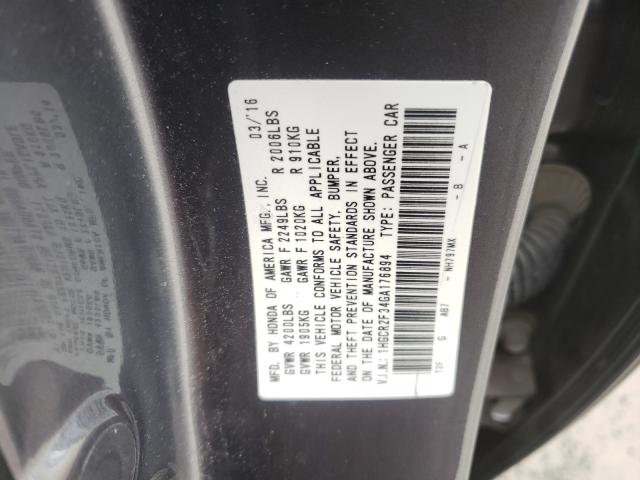 MFD. BY HONDA OF AMERICA MFG., INC. 03/'16
GVWR 4200LBS GAWR F 2249LBS R 2006LBS
GVWR 1905KG GAWR F 1020KG R 910KG
THIS VEHICLE CONFORMS TO ALL APPLICABLE
FEDERAL MOTOR VEHICLE SAFETY, BUMPER,
AND THEFT PREVENTION STANDARDS IN EFFECT
ON THE DATE OF MANUFACTURE SHOWN ABOVE.
V.I.N.: 1HGCR2F34GA176894 TYPE: PASSENGER CAR
T2F G A87 - NH797MX - B - A